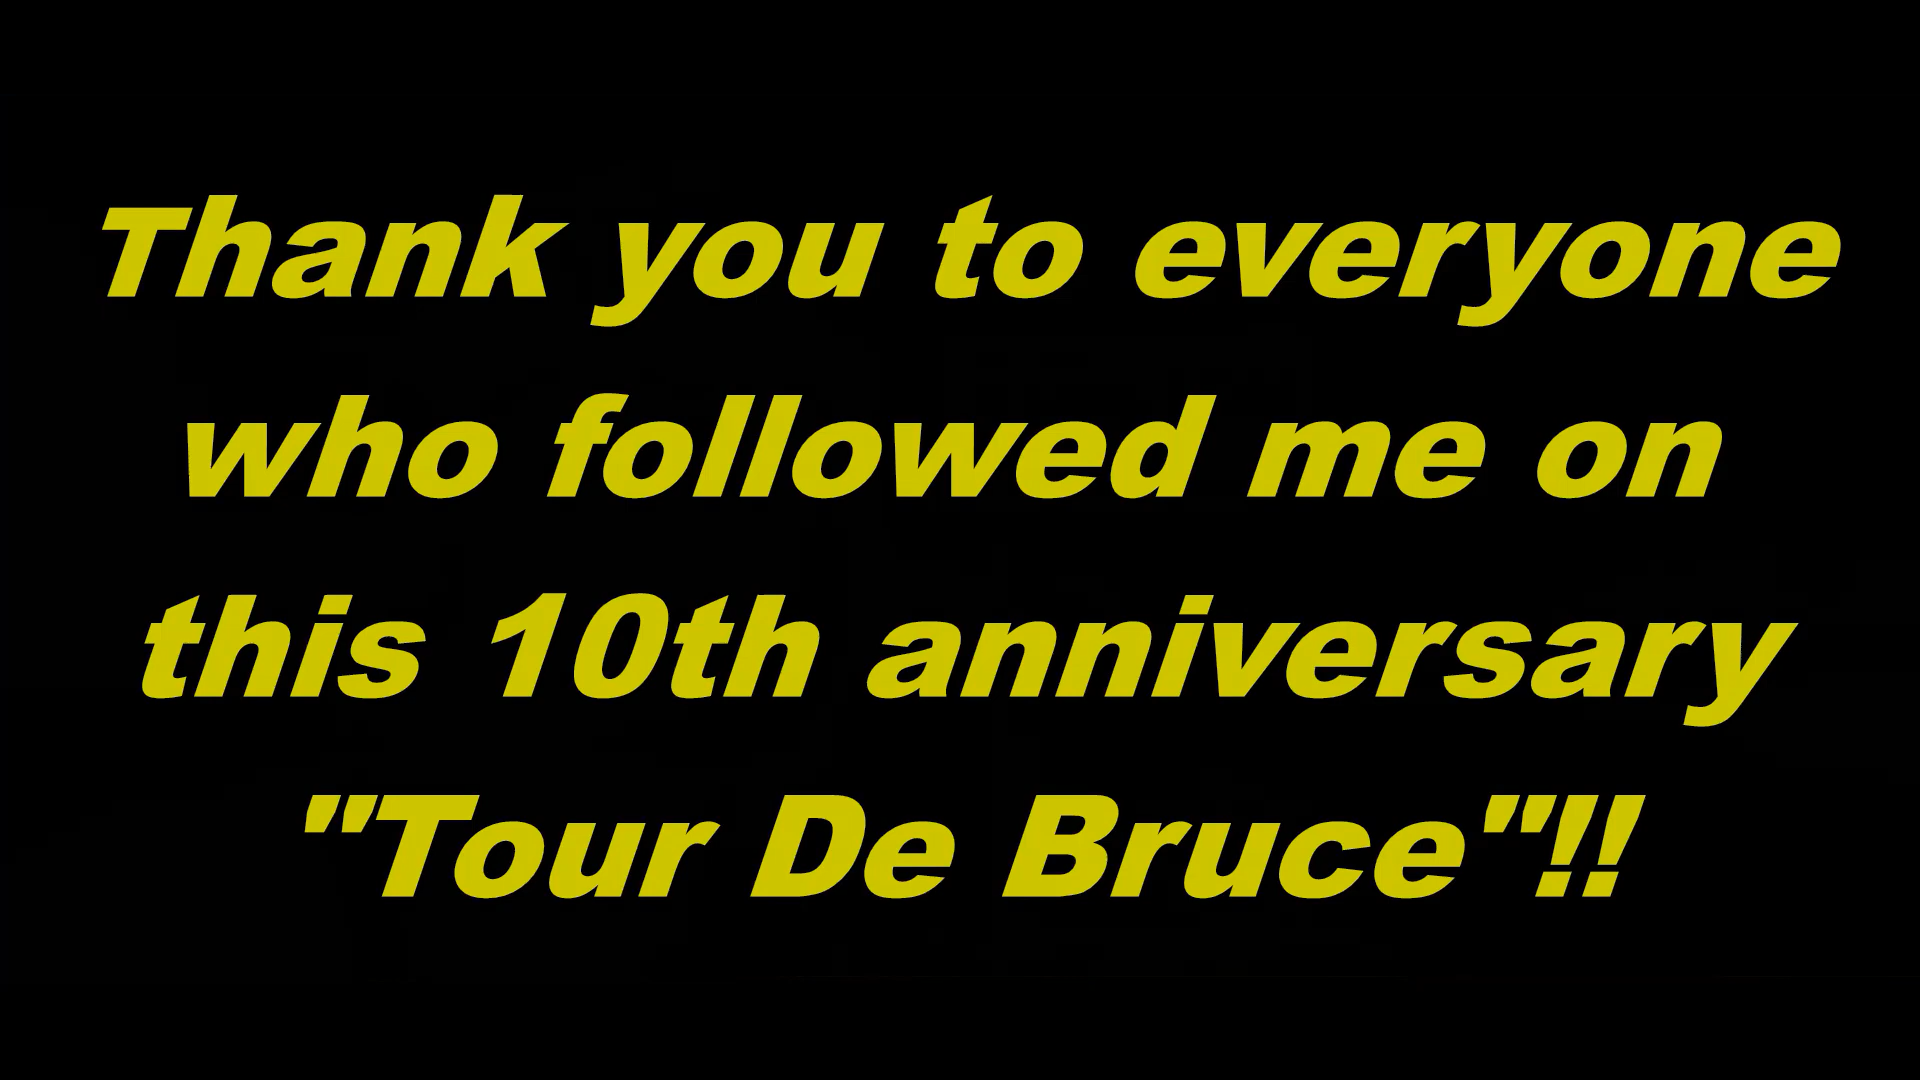 Thank you to everyone
who followed me on
this 10th anniversary
"Tour De Bruce"!!